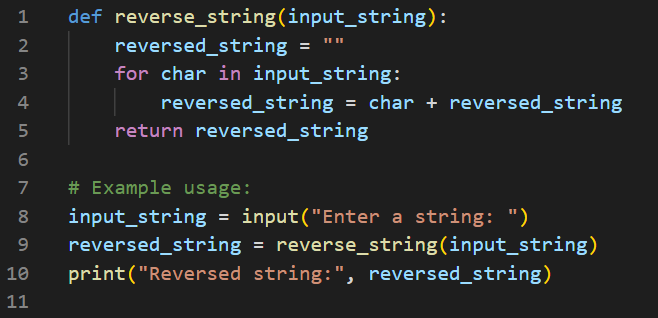 1 def reverse_string(input_string):
2     reversed_string = ""
3     for char in input_string:
4         reversed_string = char + reversed_string
5     return reversed_string
6
7 # Example usage:
8 input_string = input("Enter a string: ")
9 reversed_string = reverse_string(input_string)
10 print("Reversed string:", reversed_string)
11